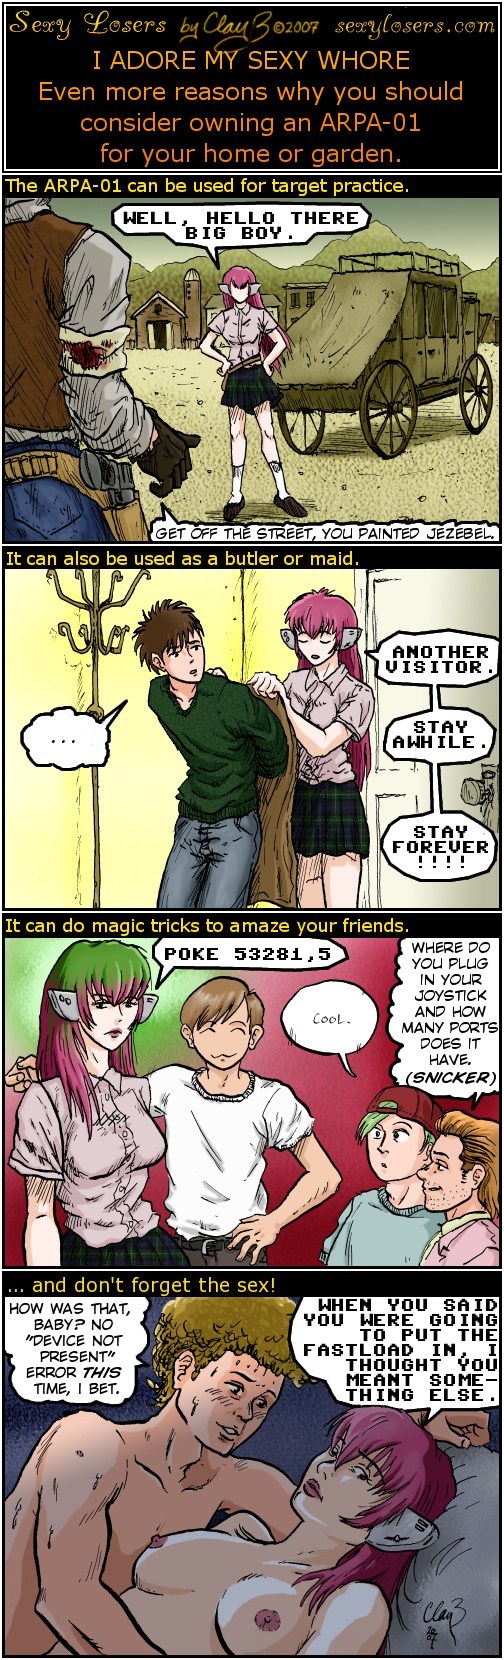 Sexy Losers by Clay B ©2007 sexylosers.com
I ADORE MY SEXY WHORE
Even more reasons why you should
consider owning an ARPA-01
for your home or garden.
The ARPA-01 can be used for target practice.
WELL, HELLO THERE
BIG BOY.
GET OFF THE STREET, YOU PAINTED JEZEBEL.
It can also be used as a butler or maid.
...
ANOTHER
VISITOR.
STAY
AWHILE.
STAY
FOREVER
!!!!
It can do magic tricks to amaze your friends.
POKE 53281,5
COOL.
WHERE DO
YOU PLUG
IN YOUR
JOYSTICK
AND HOW
MANY PORTS
DOES IT
HAVE.
(SNICKER)
... and don't forget the sex!
HOW WAS THAT,
BABY? NO
"DEVICE NOT
PRESENT"
ERROR THIS
TIME, I BET.
WHEN YOU SAID
YOU WERE GOING
TO PUT THE
FASTLOAD IN, I
THOUGHT YOU
MEANT SOME-
THING ELSE.
Clay B